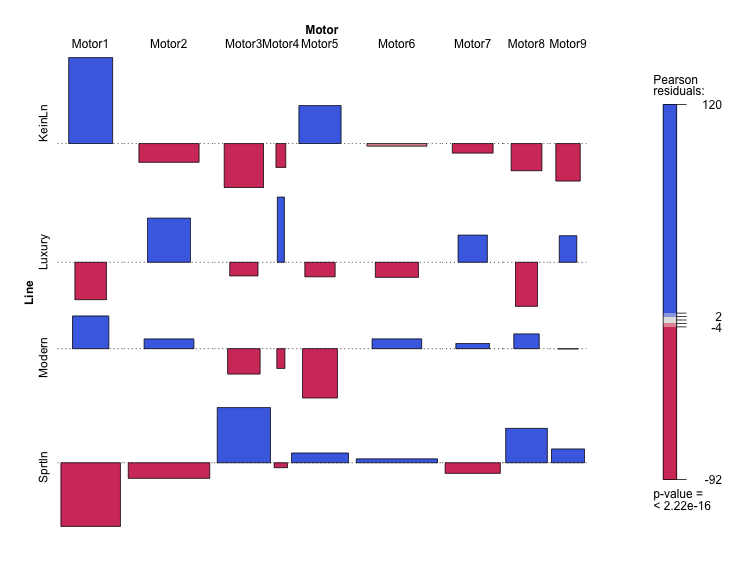 Motor
Motor1 Motor2 Motor3 Motor4 Motor5 Motor6 Motor7 Motor8 Motor9
Line
KeinLn
Luxury
Modern
Sprtln
Pearson
residuals:
120
2
-4
-92
p-value =
< 2.22e-16